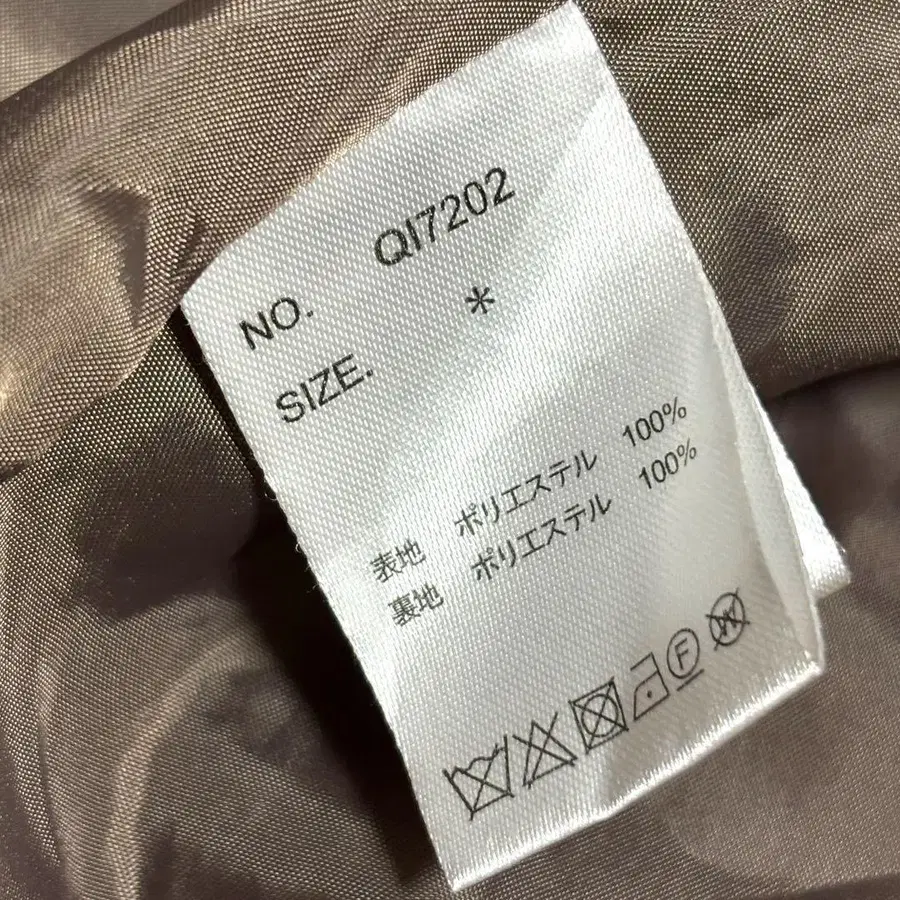 NO. QI7202
SIZE. *
表地 ポリエステル 100%
裏地 ポリエステル 100%
F
W